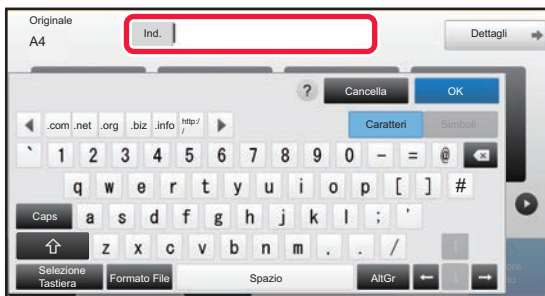 Originale
A4
Ind.
Dettagli
?
Cancella
OK
.com .net .org .biz .info http://
Caratteri
Simboli
` 1 2 3 4 5 6 7 8 9 0 - = @
q w e r t y u i o p [ ] #
Caps a s d f g h j k l ; '
z x c v b n m , . /
Selezione Tastiera
Formato File
Spazio
AltGr